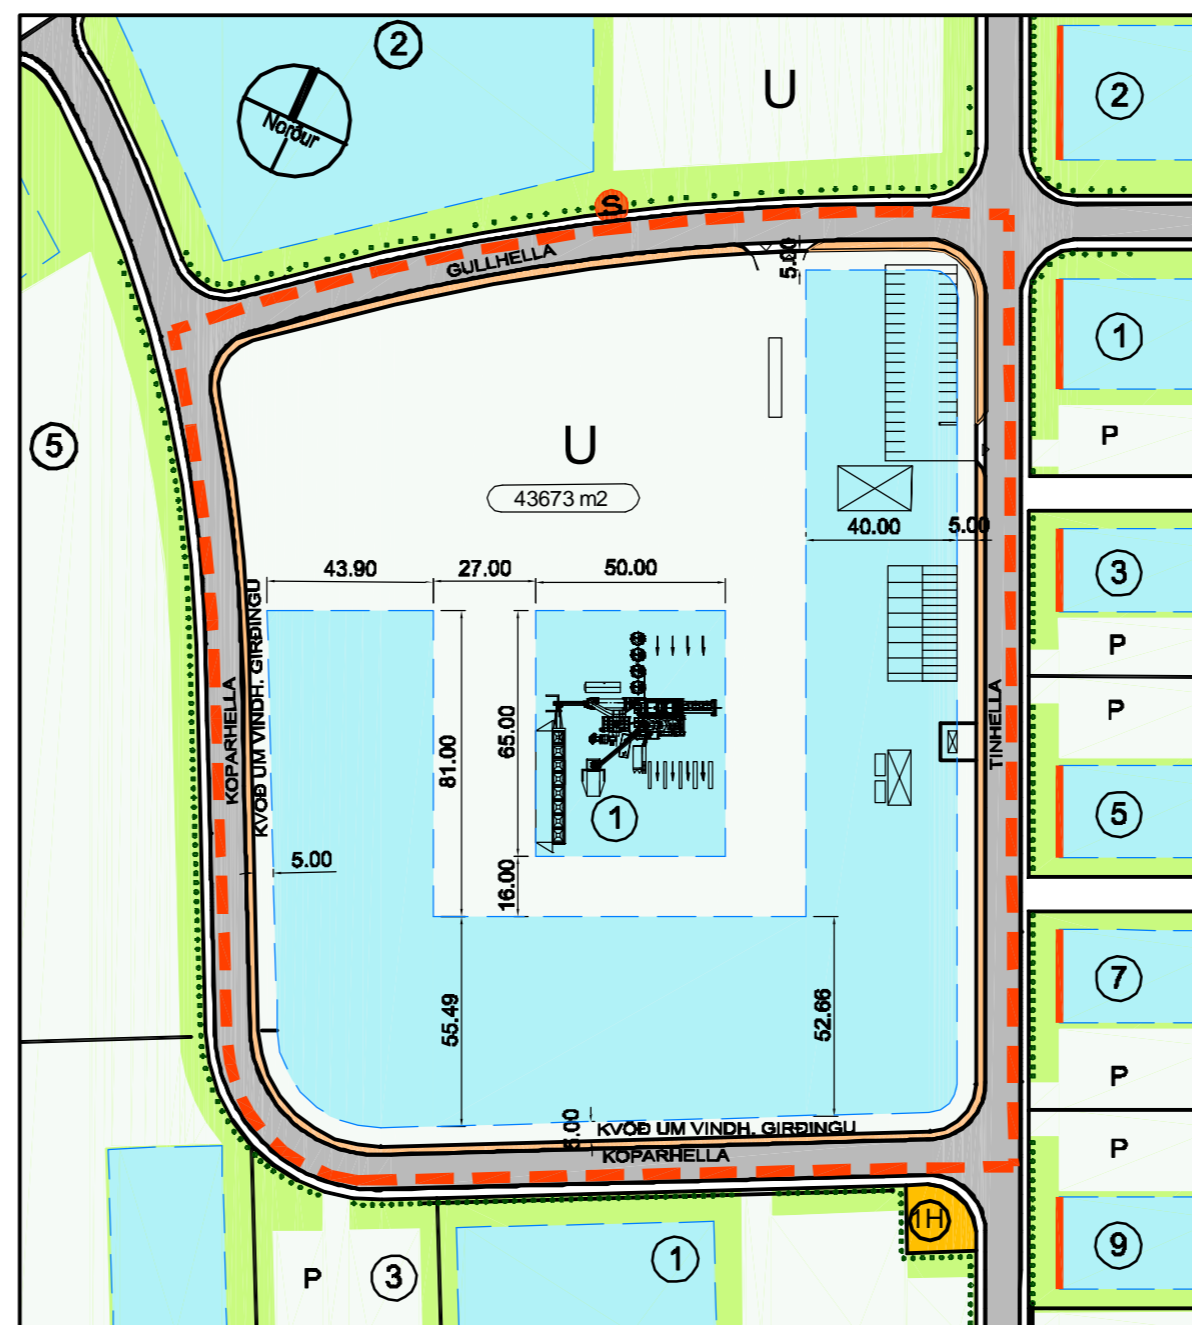 2
U
2
Norður
S
GULLHELLA
5.00
1
5
U
P
43673 m2
40.00
5.00
43.90
27.00
50.00
3
KVÖÐ UM VINDH. GIRÐINGU
P
KOPARHELLA
65.00
81.00
TINHELLA
P
1
5
5.00
16.00
7
55.49
52.66
P
5.00
KVÖÐ UM VINDH. GIRÐINGU
KOPARHELLA
P
1H
P
3
1
9